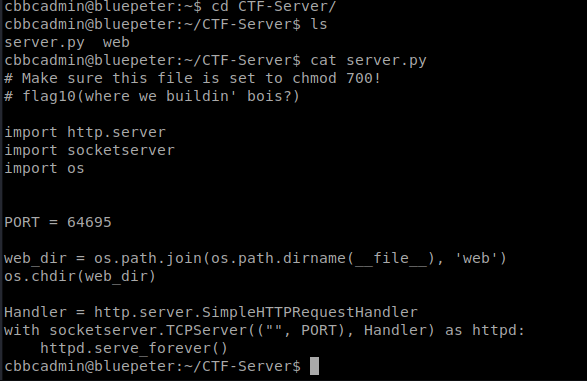 cbbcadmin@bluepeter:~$ cd CTF-Server/
cbbcadmin@bluepeter:~/CTF-Server$ ls
server.py  web
cbbcadmin@bluepeter:~/CTF-Server$ cat server.py
# Make sure this file is set to chmod 700!
# flag10(where we buildin' bois?)

import http.server
import socketserver
import os


PORT = 64695

web_dir = os.path.join(os.path.dirname(__file__), 'web')
os.chdir(web_dir)

Handler = http.server.SimpleHTTPRequestHandler
with socketserver.TCPServer(("", PORT), Handler) as httpd:
    httpd.serve_forever()
cbbcadmin@bluepeter:~/CTF-Server$